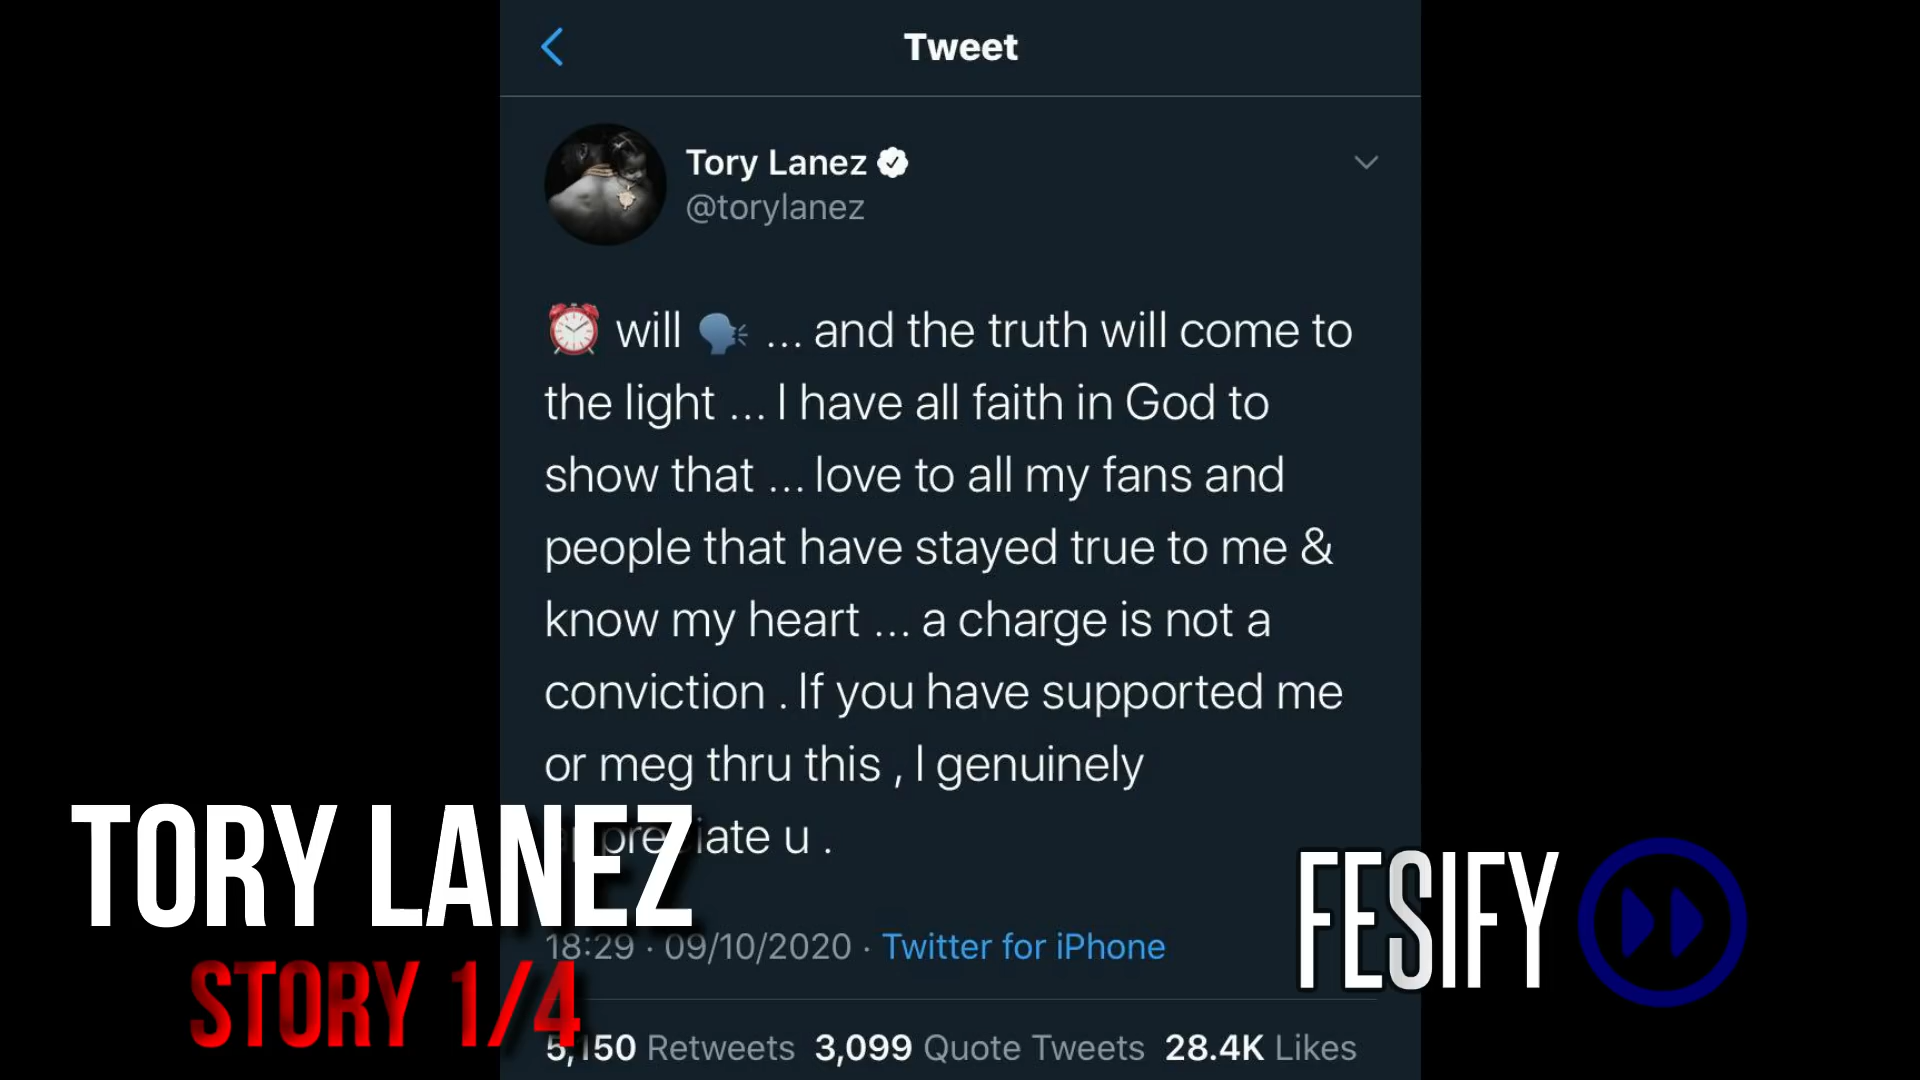 Tweet
Tory Lanez
@torylanez
⏰ will 🗣 ... and the truth will come to
the light ... I have all faith in God to
show that ... love to all my fans and
people that have stayed true to me &
know my heart ... a charge is not a
conviction . If you have supported me
or meg thru this , I genuinely
appreciate u .
TORY LANEZ
FESIFY
18:29 · 09/10/2020 · Twitter for iPhone
STORY 1/4
5,150 Retweets 3,099 Quote Tweets 28.4K Likes